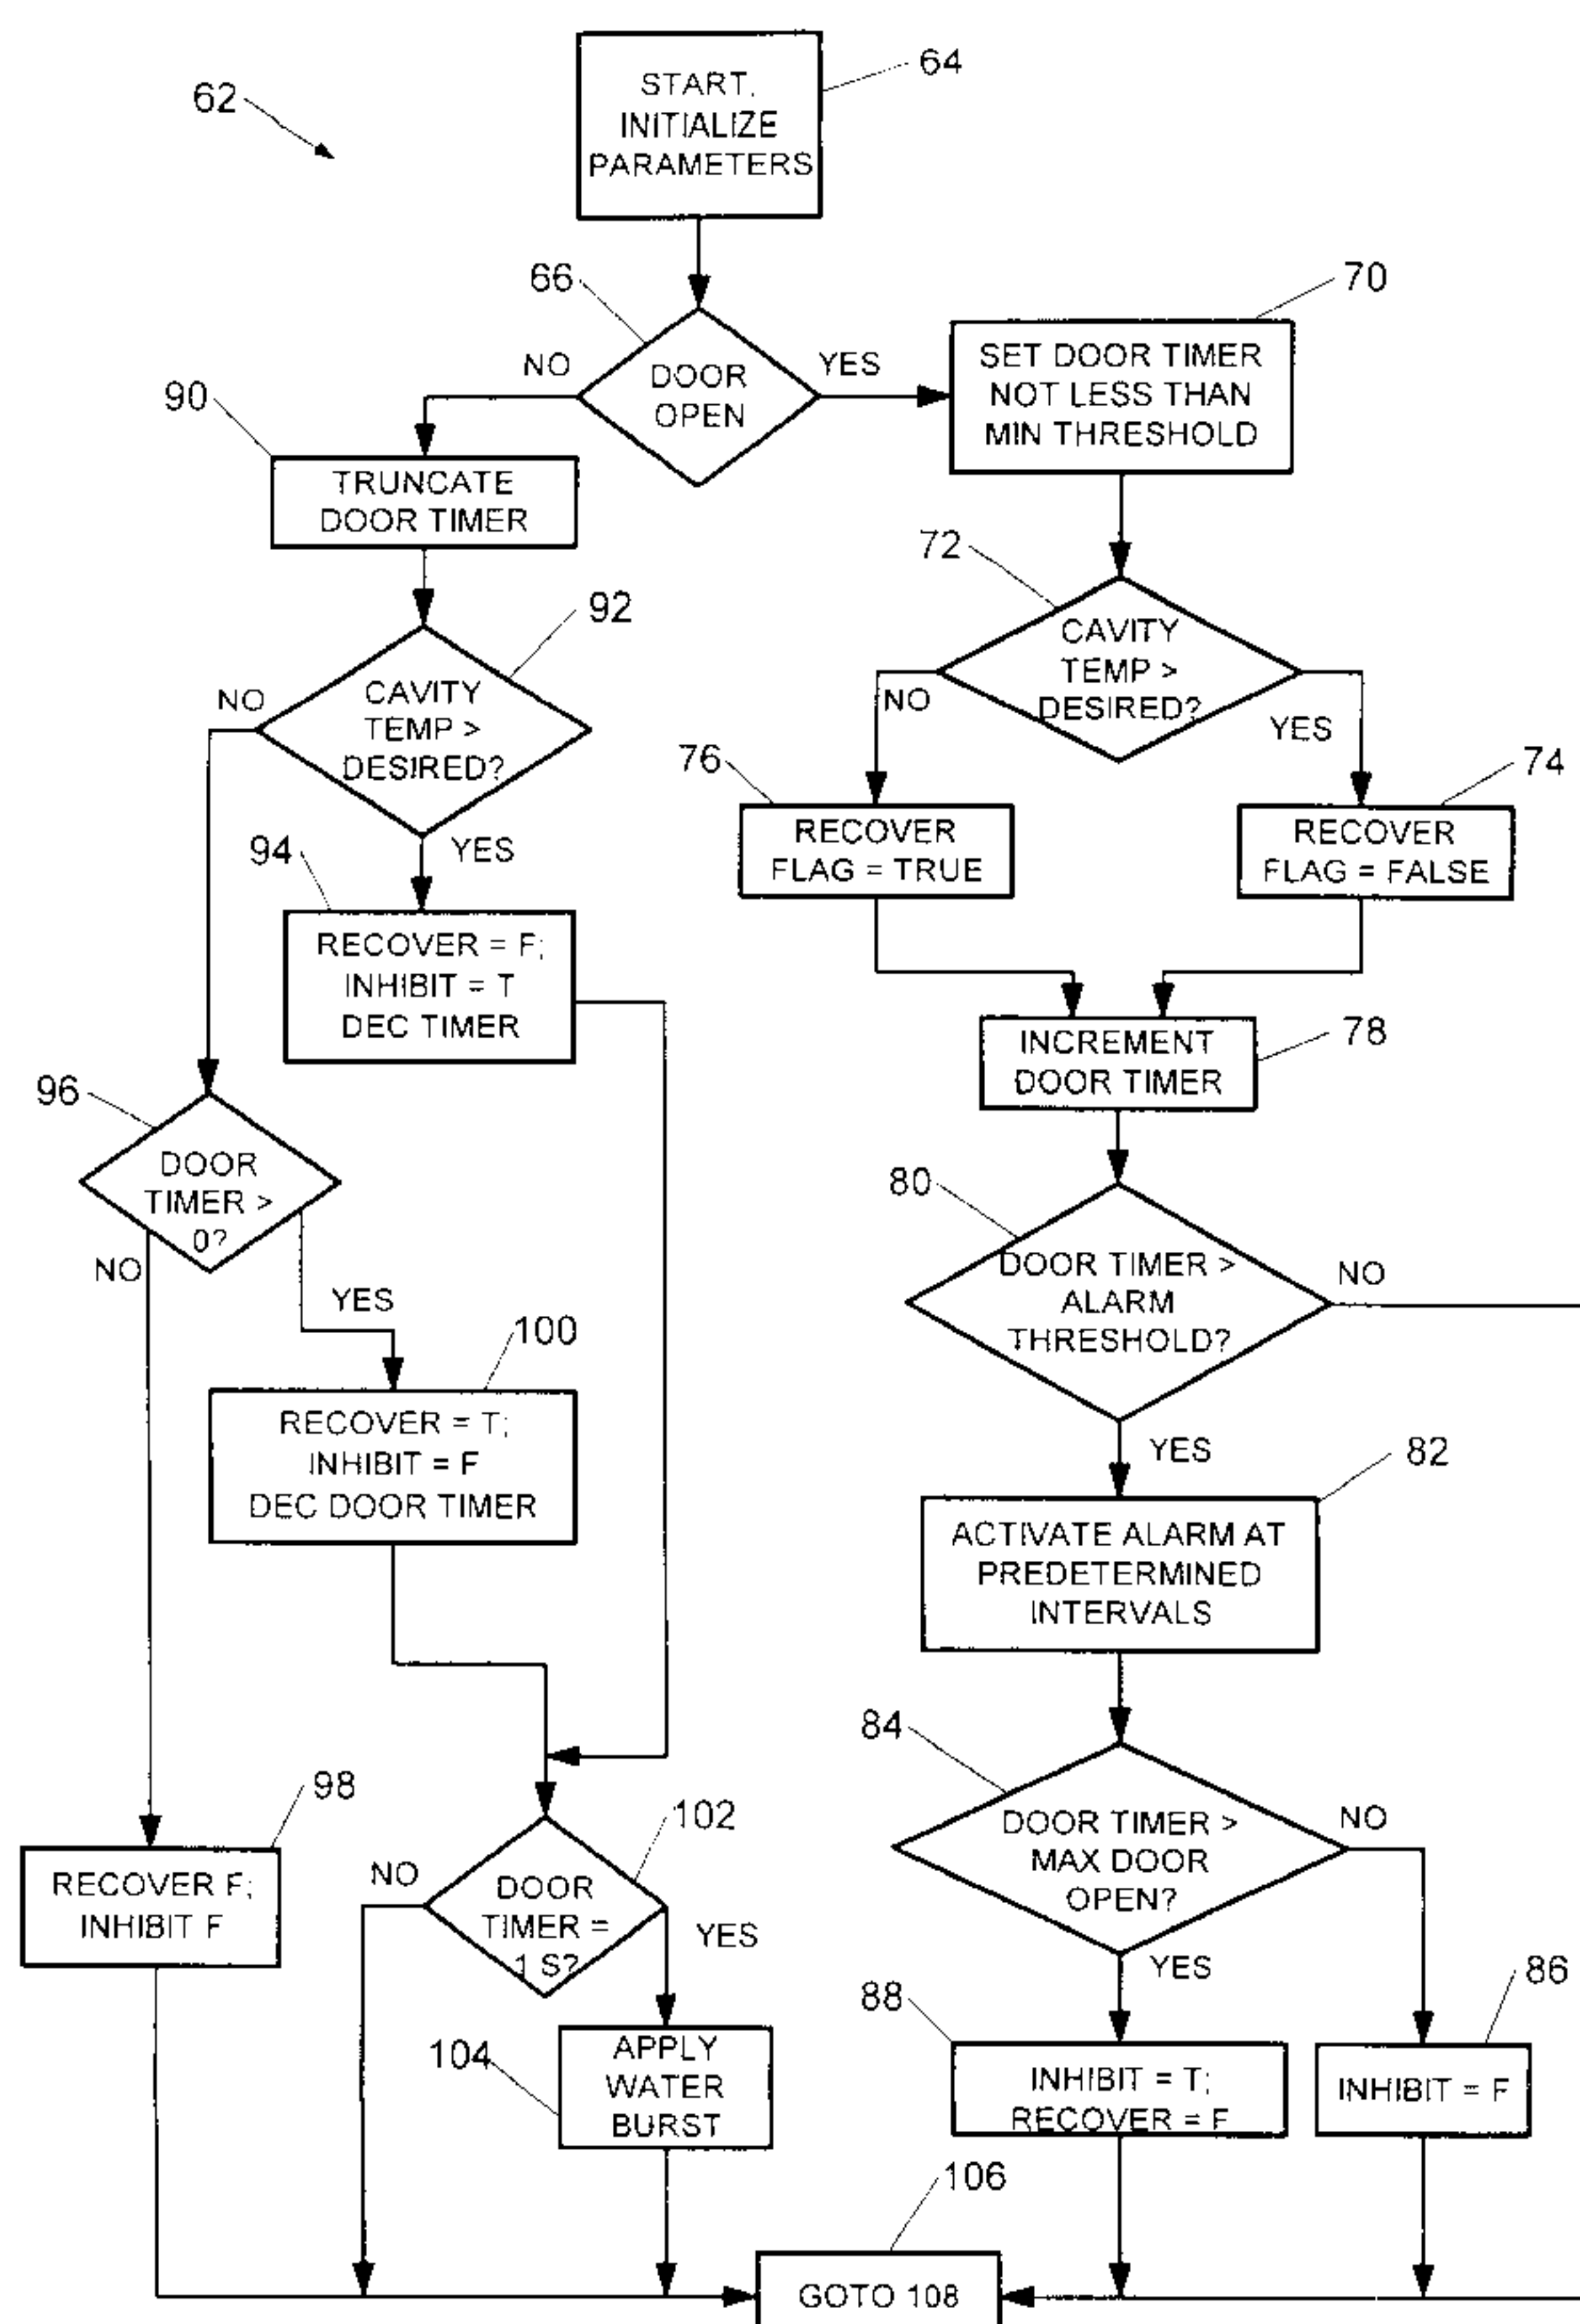 64
START,
INITIALIZE
PARAMETERS
62
66
70
NO
DOOR
OPEN
YES
SET DOOR TIMER
NOT LESS THAN
MIN THRESHOLD
90
TRUNCATE
DOOR TIMER
72
CAVITY
TEMP >
DESIRED?
NO
YES
92
CAVITY
TEMP >
DESIRED?
NO
YES
76
RECOVER
FLAG = TRUE
74
RECOVER
FLAG = FALSE
94
RECOVER = F;
INHIBIT = T
DEC TIMER
INCREMENT
DOOR TIMER
78
96
DOOR
TIMER >
0?
NO
YES
80
DOOR TIMER >
ALARM
THRESHOLD?
NO
YES
100
RECOVER = T;
INHIBIT = F
DEC DOOR TIMER
82
ACTIVATE ALARM AT
PREDETERMINED
INTERVALS
84
DOOR TIMER >
MAX DOOR
OPEN?
NO
YES
98
RECOVER F;
INHIBIT F
102
NO
DOOR
TIMER =
1 S?
YES
88
INHIBIT = T;
RECOVER = F
86
INHIBIT = F
104
APPLY
WATER
BURST
106
GOTO 108